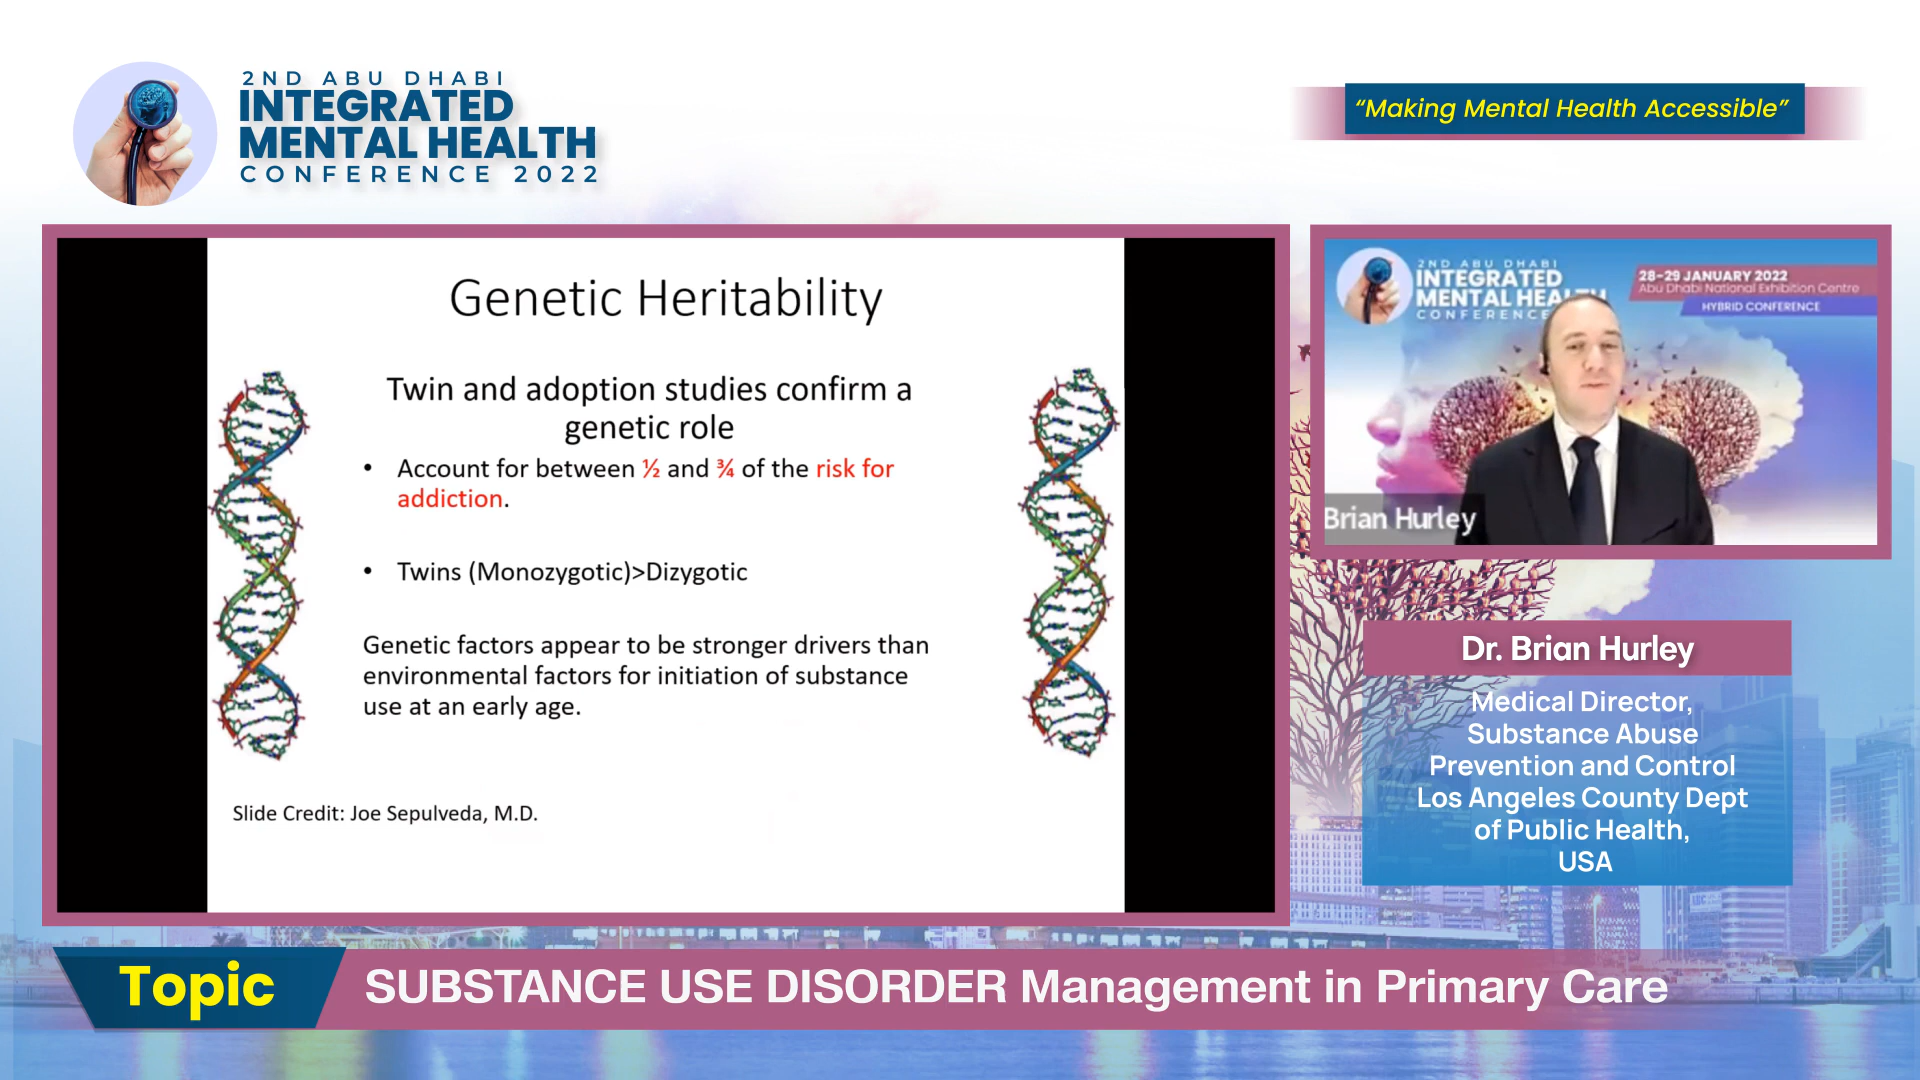 2ND ABU DHABI
INTEGRATED
MENTAL HEALTH
CONFERENCE 2022
“Making Mental Health Accessible”
Genetic Heritability
Twin and adoption studies confirm a
genetic role
• Account for between ½ and ¾ of the risk for
addiction.
• Twins (Monozygotic)>Dizygotic
Genetic factors appear to be stronger drivers than
environmental factors for initiation of substance
use at an early age.
Slide Credit: Joe Sepulveda, M.D.
2ND ABU DHABI
INTEGRATED
MENTAL HEALTH
CONFERENCE
28-29 JANUARY 2022
Abu Dhabi National Exhibition Centre
HYBRID CONFERENCE
Brian Hurley
Dr. Brian Hurley
Medical Director,
Substance Abuse
Prevention and Control
Los Angeles County Dept
of Public Health,
USA
Topic
SUBSTANCE USE DISORDER Management in Primary Care